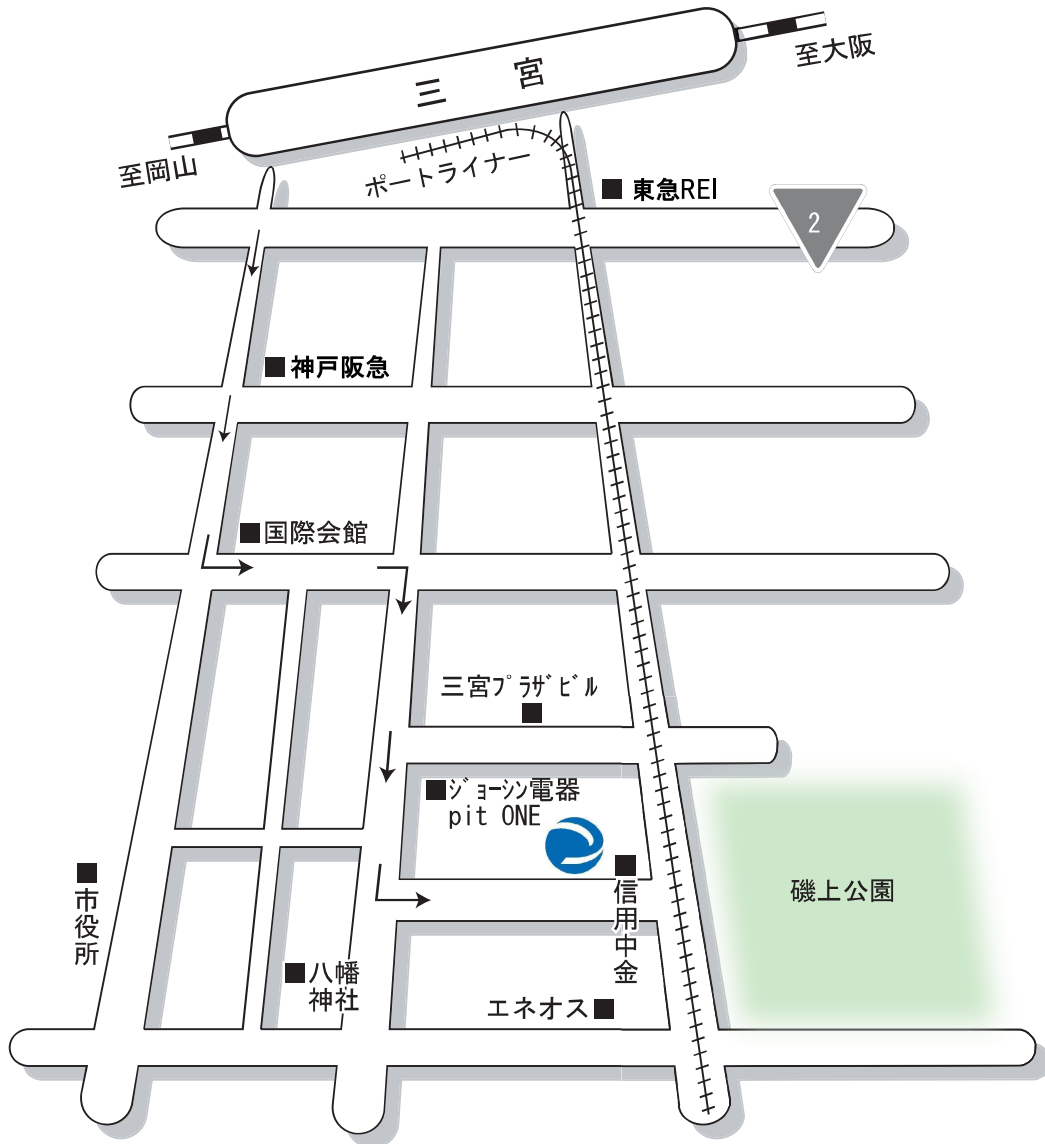 至大阪
三　宮
至岡山
ポートライナー
■ 東急REI
2
■ 神戸阪急
■国際会館
三宮ﾌﾟﾗｻﾞﾋﾞﾙ
■
■ｼﾞｮｰｼﾝ電器
pit ONE
■信用中金
磯上公園
■市役所
■八幡
神社
エネオス■